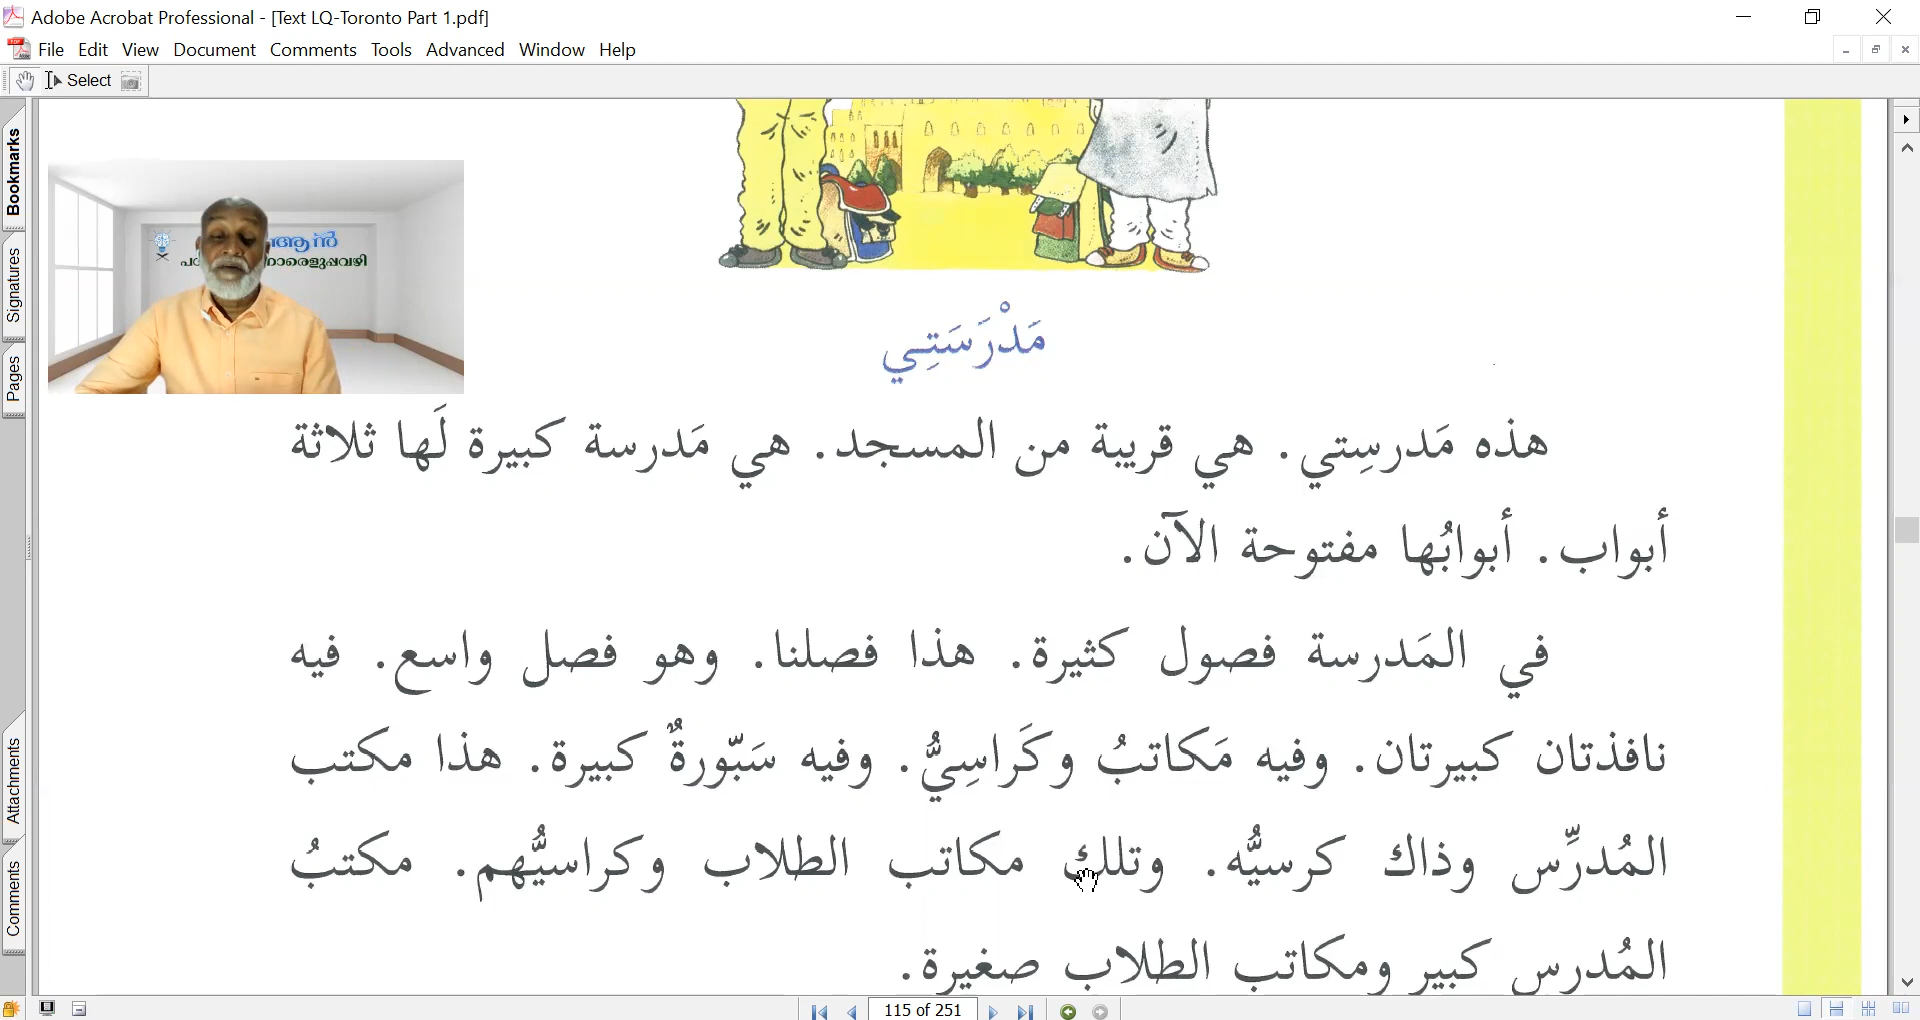 Adobe Acrobat Professional - [Text LQ-Toronto Part 1.pdf]
File Edit View Document Comments Tools Advanced Window Help
Select
Bookmarks
Signatures
Pages
Attachments
Comments
مَدْرَسَتِـي
هذه مَدرسِتي. هي قريبة من المسجد. هي مَدرسة كبيرة لَها ثلاثة
أبواب. أبوابُها مفتوحة الآن.
في المَدرسة فصول كثيرة. هذا فصلنا. وهو فصل واسع. فيه
نافذتان كبيرتان. وفيه مَكاتبُ وكَراسِيُّ. وفيه سَبّورةٌ كبيرة. هذا مكتب
المُدرِّس وذاك كرسيُّه. وتلك مكاتب الطلاب وكراسيُّهم. مكتبُ
المُدرس كبير ومكاتب الطلاب صغيرة.
115 of 251